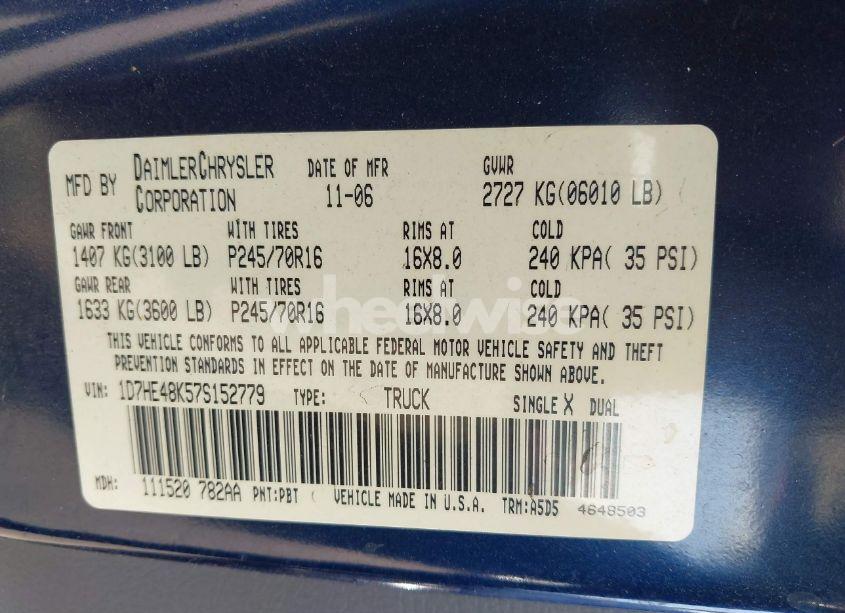 MFD BY DAIMLERCHRYSLER CORPORATION DATE OF MFR 11-06 GVWR 2727 KG(06010 LB)
GAWR FRONT WITH TIRES RIMS AT COLD
1407 KG(3100 LB) P245/70R16 16X8.0 240 KPA( 35 PSI)
GAWR REAR WITH TIRES RIMS AT COLD
1633 KG(3600 LB) P245/70R16 16X8.0 240 KPA( 35 PSI)
THIS VEHICLE CONFORMS TO ALL APPLICABLE FEDERAL MOTOR VEHICLE SAFETY AND THEFT
PREVENTION STANDARDS IN EFFECT ON THE DATE OF MANUFACTURE SHOWN ABOVE.
VIN: 1D7HE48K57S152779 TYPE: TRUCK SINGLE X DUAL
MDH: 111520 782AA PNT:PBT VEHICLE MADE IN U.S.A. TRM:A5D5 4648503
wheelwise